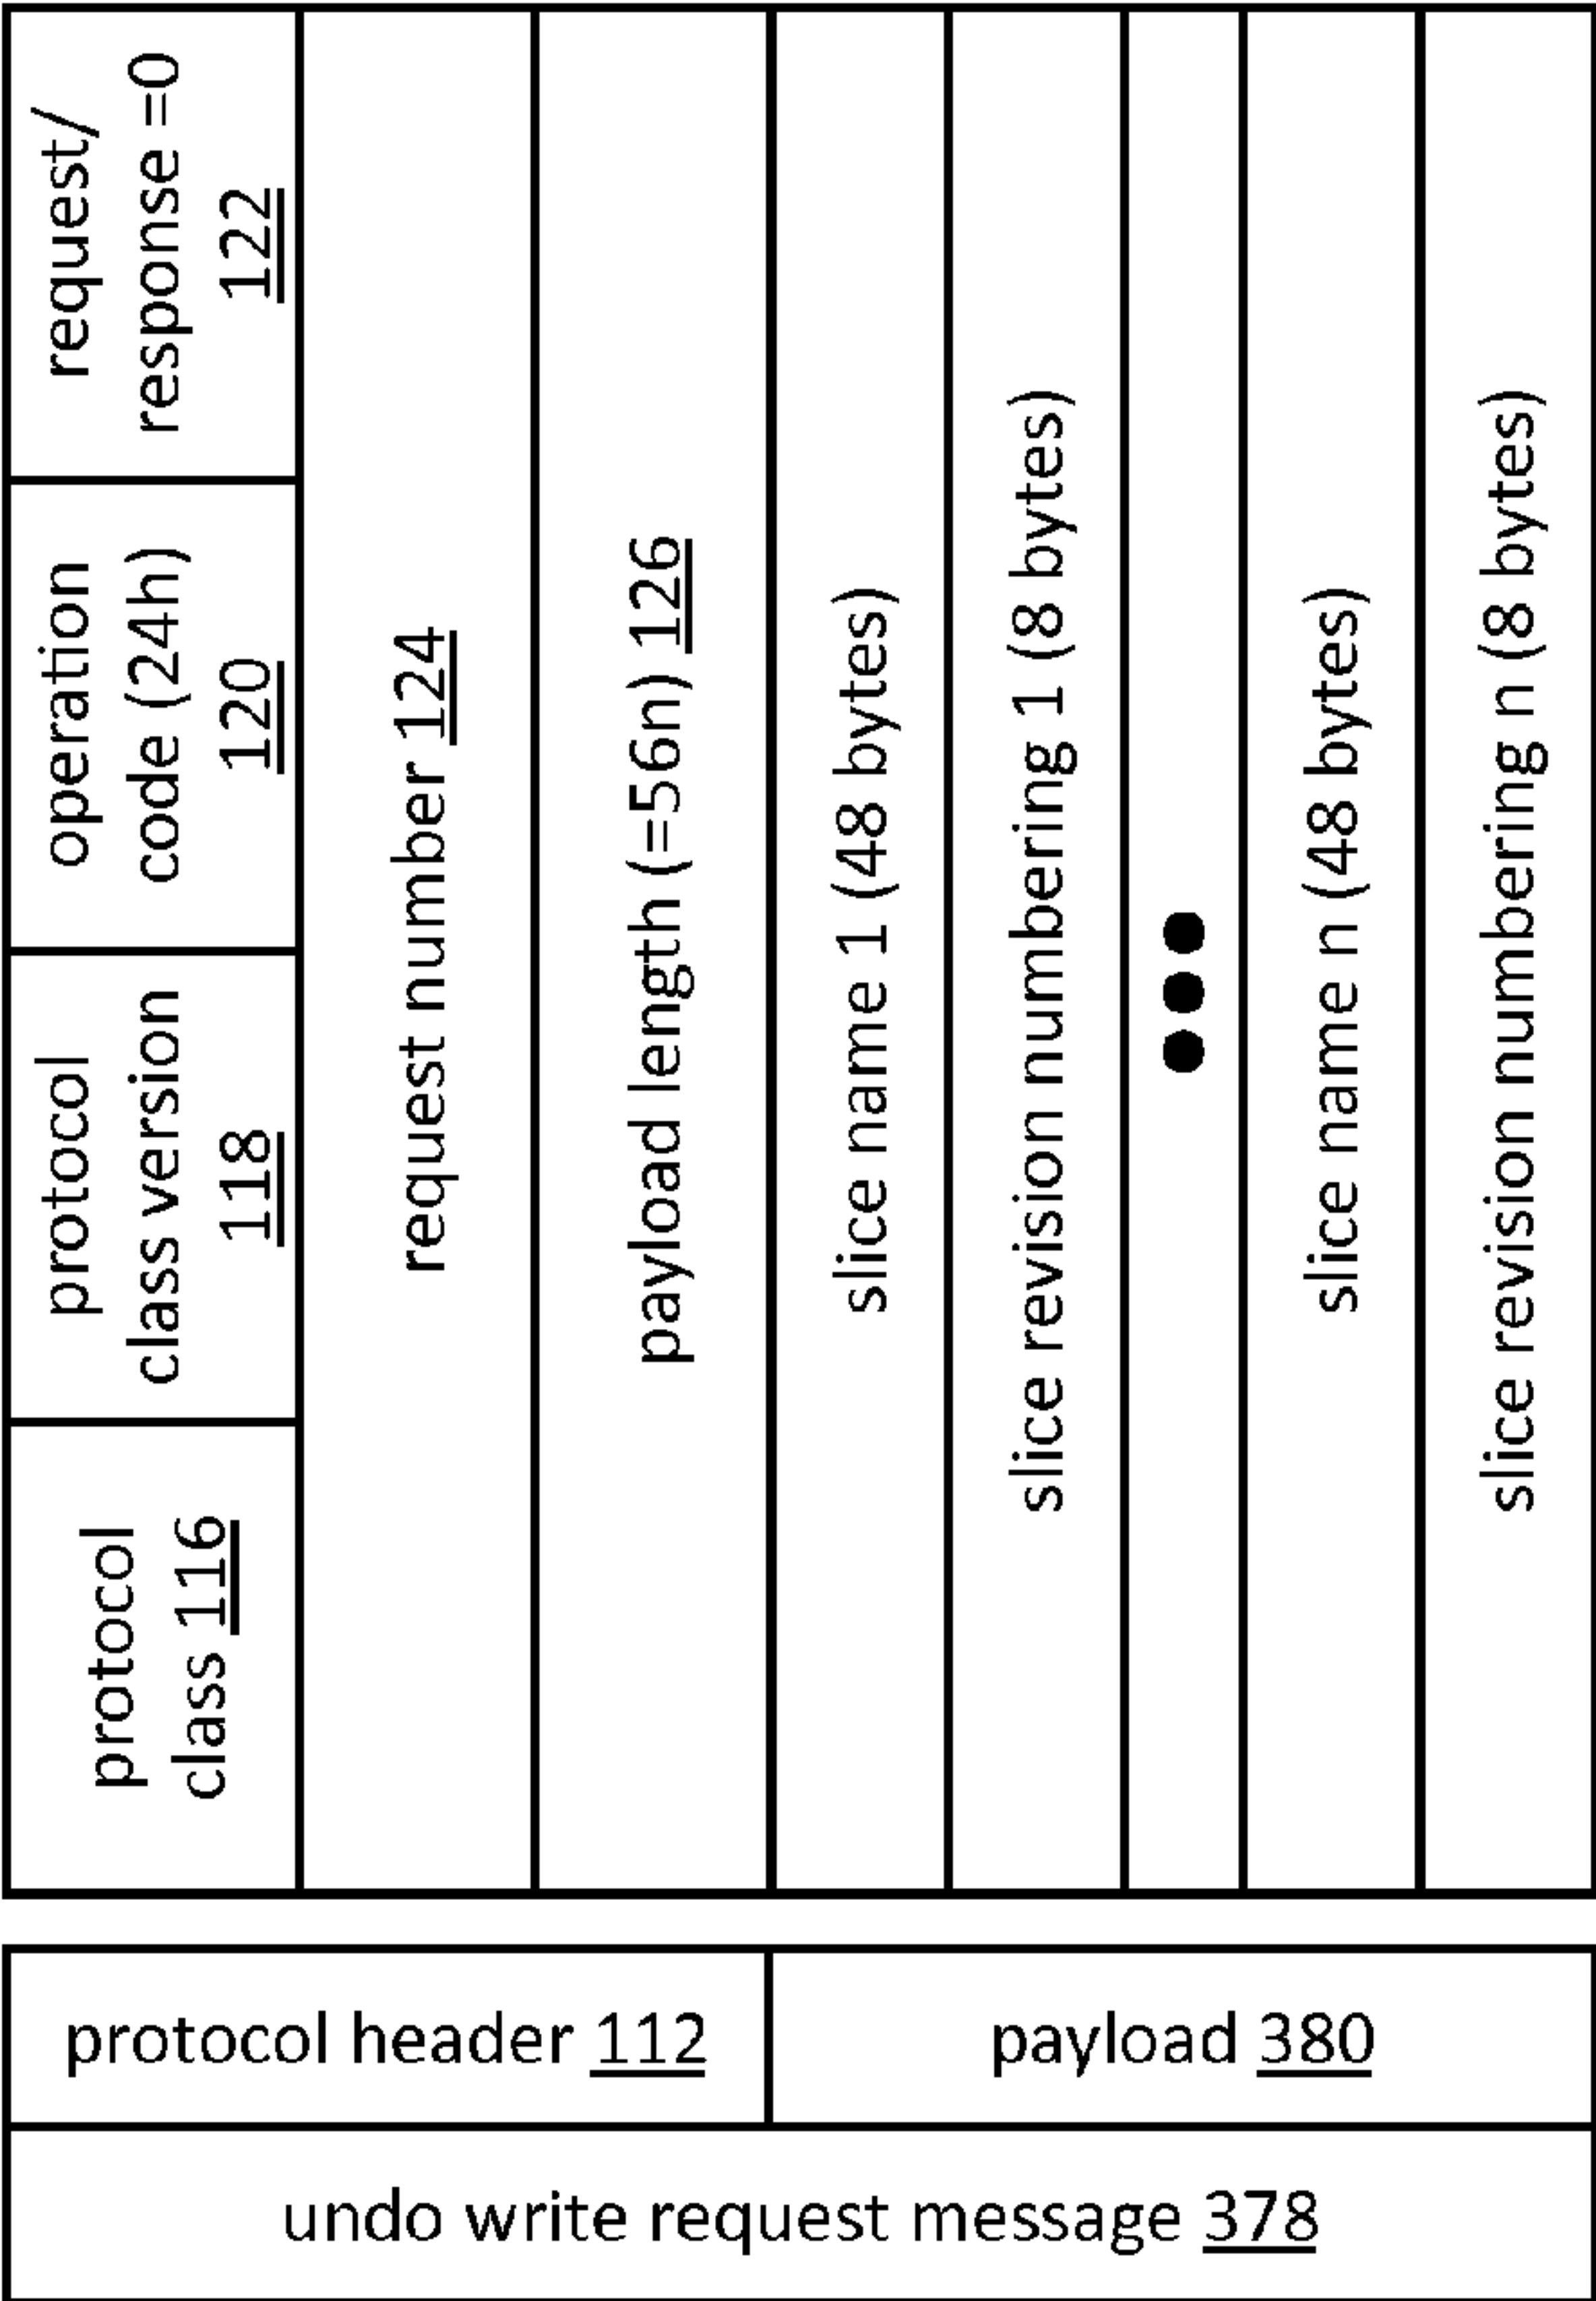 protocol
class 116
protocol
class version
118
operation
code (24h)
120
request/
response =0
122
request number 124
payload length (=56n) 126
slice name 1 (48 bytes)
slice revision numbering 1 (8 bytes)
●●●
slice name n (48 bytes)
slice revision numbering n (8 bytes)
protocol header 112
payload 380
undo write request message 378